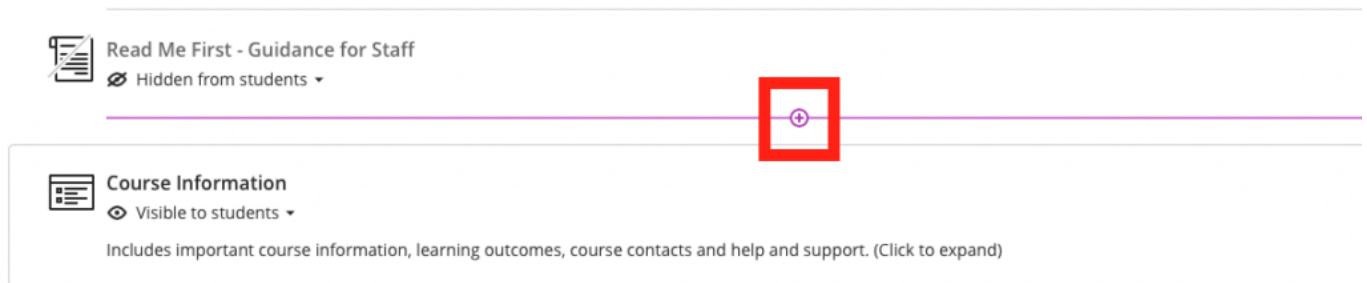 Read Me First - Guidance for Staff
Hidden from students
Course Information
Visible to students
Includes important course information, learning outcomes, course contacts and help and support. (Click to expand)